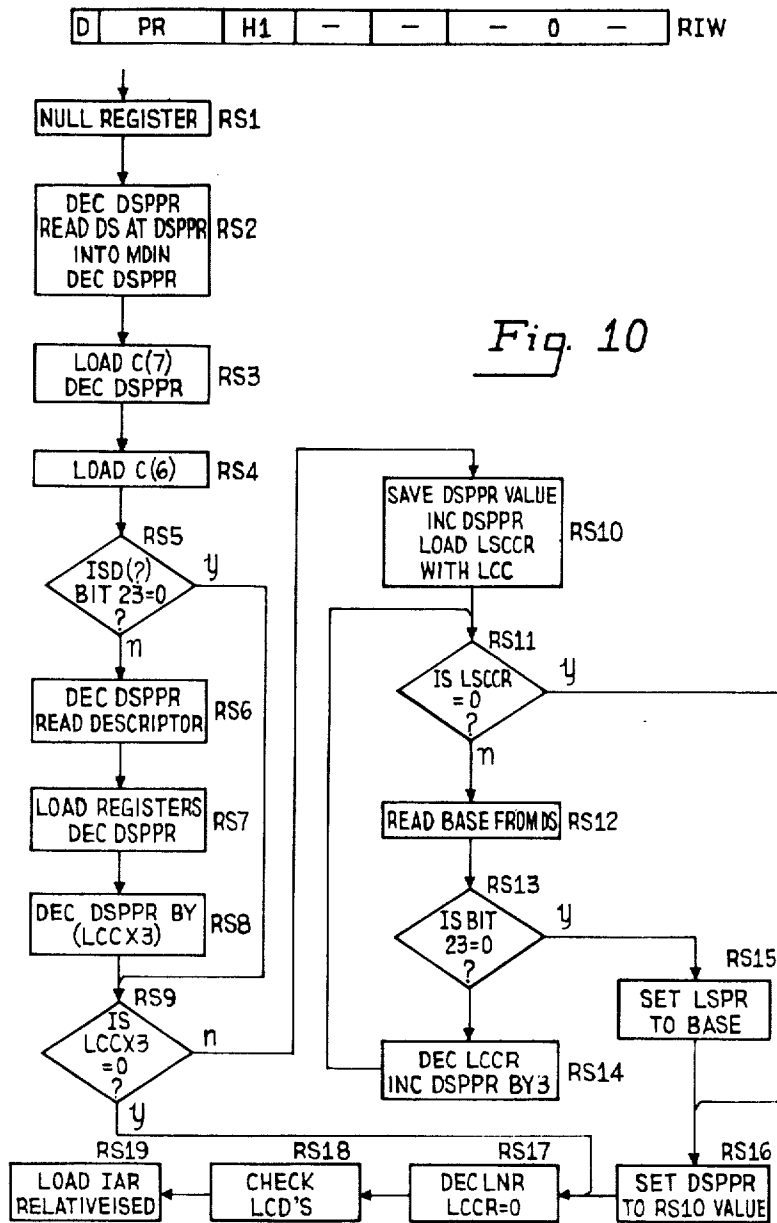 D PR H1 – – – 0 – RIW
NULL REGISTER RS1
DEC DSPPR
READ DS AT DSPPR RS2
INTO MDIN
DEC DSPPR
Fig. 10
LOAD C(7) RS3
DEC DSPPR
LOAD C(6) RS4
RS5
ISD(?)
BIT 23=0
?
y
n
DEC DSPPR
READ DESCRIPTOR RS6
LOAD REGISTERS
DEC DSPPR RS7
DEC DSPPR BY
(LCCX3) RS8
RS9
IS
LCCX3
=0
?
n
y
SAVE DSPPR VALUE
INC DSPPR RS10
LOAD LSCCR
WITH LCC
RS11
IS LSCCR
=0
?
y
n
READ BASE FROM DS RS12
RS13
IS BIT
23=0
?
y
DEC LCCR
INC DSPPR BY 3 RS14
RS15
SET LSPR
TO BASE
RS16
SET DSPPR
TO RS10 VALUE
RS17
DEC LNR
LCCR=0
RS18
CHECK
LCD'S
RS19
LOAD IAR
RELATIVEISED